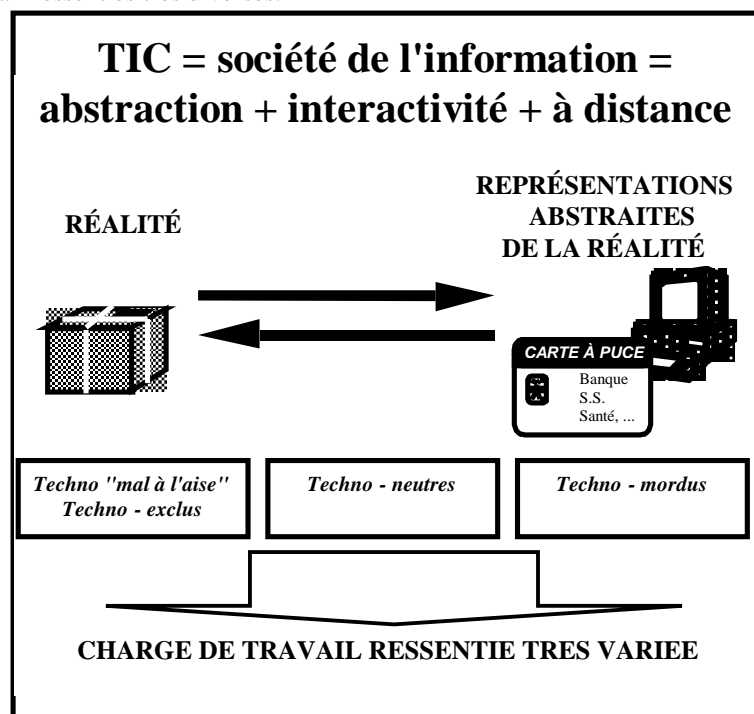 TIC = société de l'information =
abstraction + interactivité + à distance
REPRÉSENTATIONS
ABSTRAITES
DE LA RÉALITÉ
RÉALITÉ
CARTE À PUCE
Banque
S.S.
Santé, ...
Techno "mal à l'aise"
Techno - exclus
Techno - neutres
Techno - mordus
CHARGE DE TRAVAIL RESSENTIE TRES VARIEE